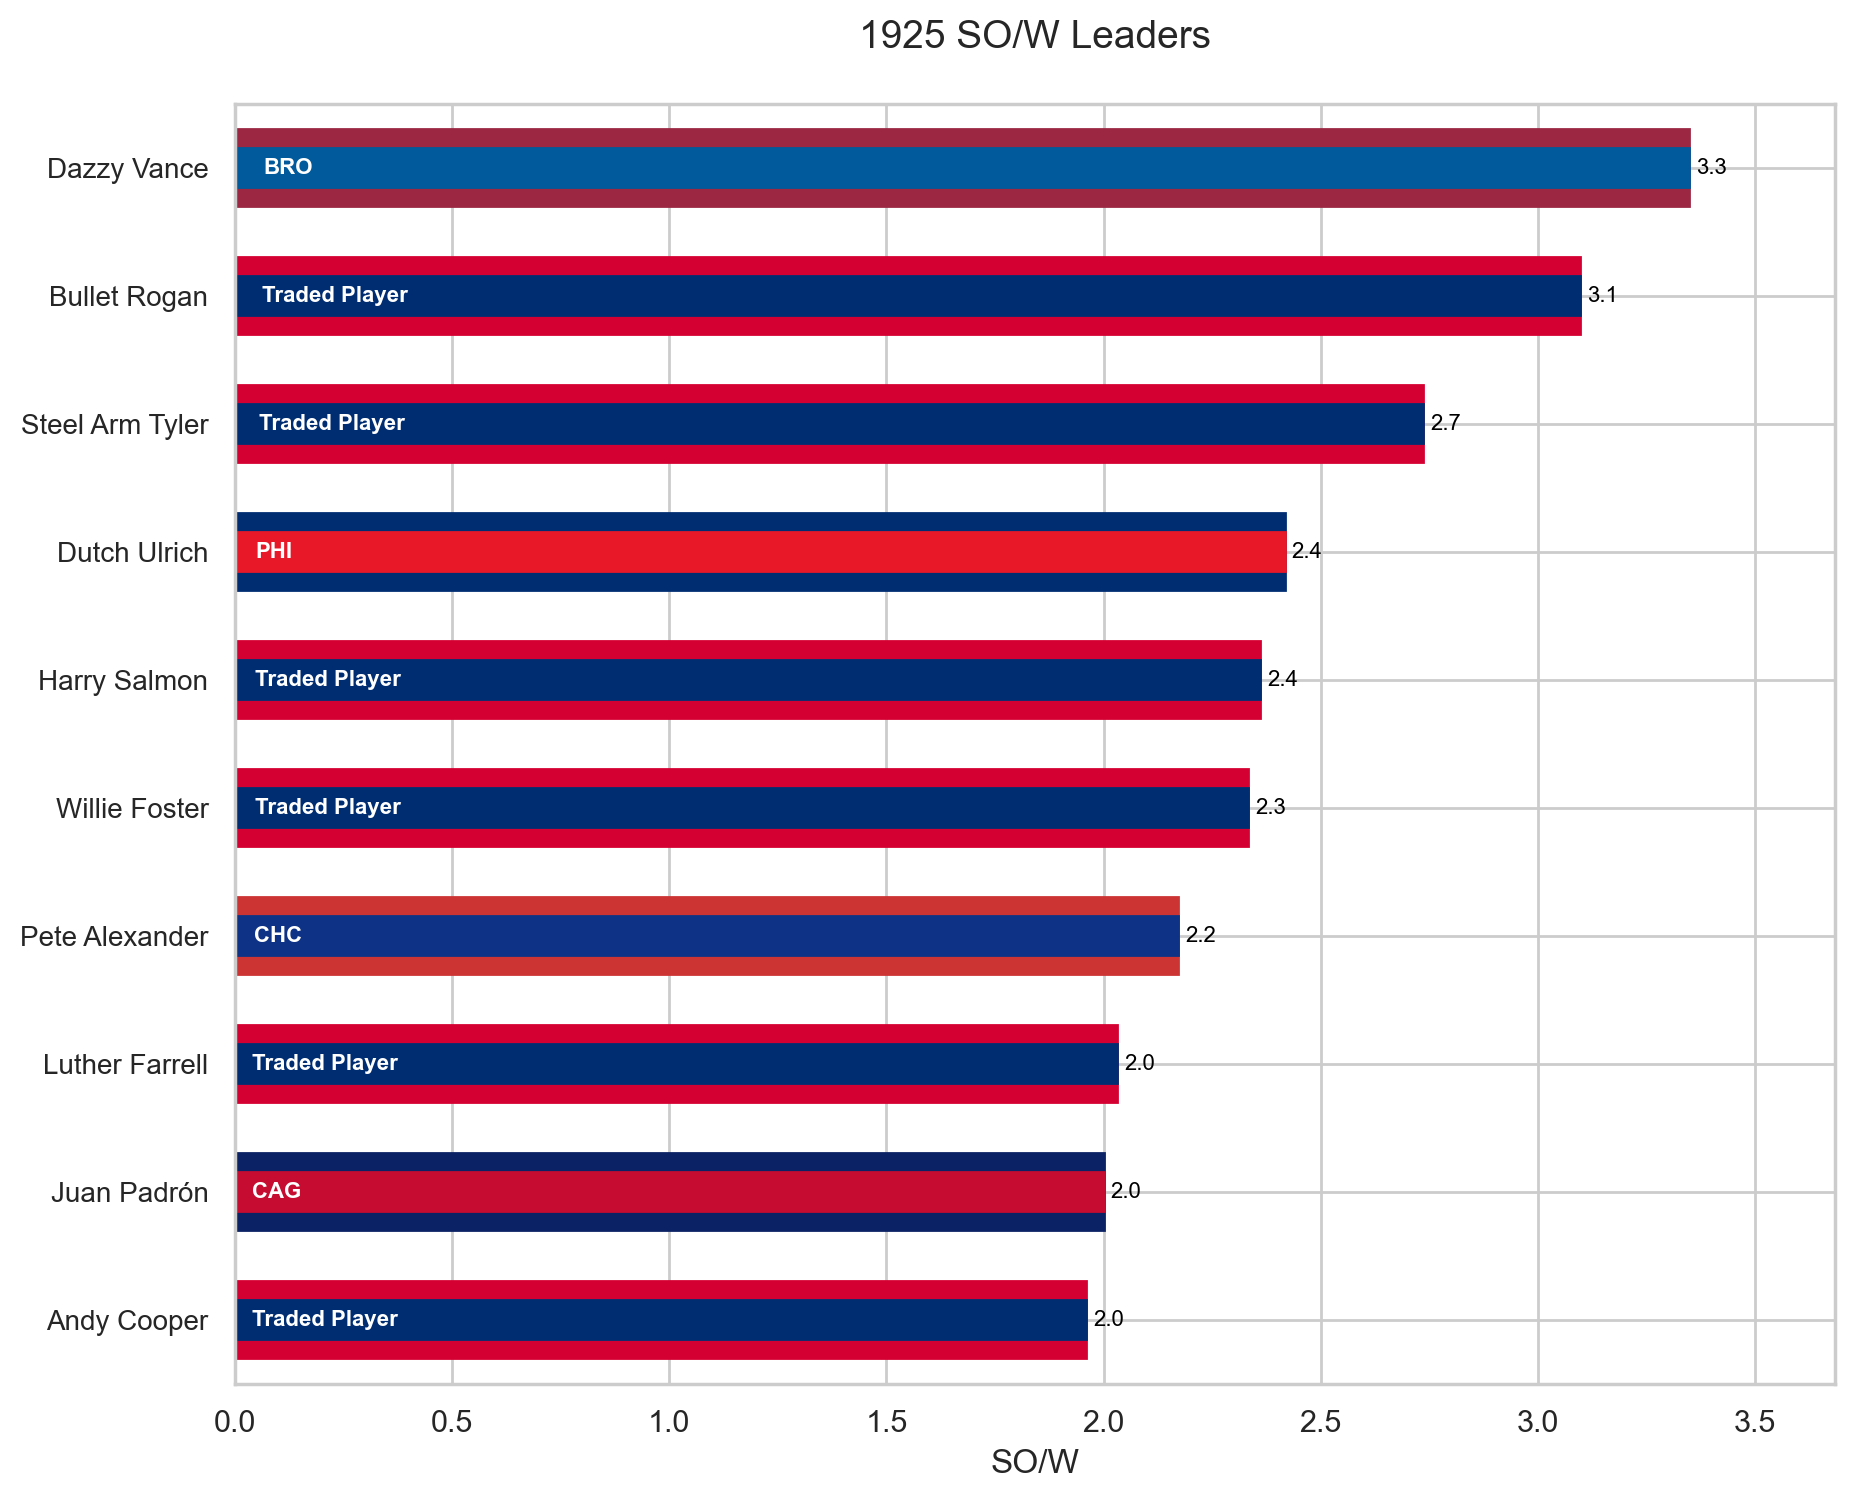 1925 SO/W Leaders
Dazzy Vance BRO 3.3
Bullet Rogan Traded Player 3.1
Steel Arm Tyler Traded Player 2.7
Dutch Ulrich PHI 2.4
Harry Salmon Traded Player 2.4
Willie Foster Traded Player 2.3
Pete Alexander CHC 2.2
Luther Farrell Traded Player 2.0
Juan Padrón CAG 2.0
Andy Cooper Traded Player 2.0
0.0 0.5 1.0 1.5 2.0 2.5 3.0 3.5
SO/W